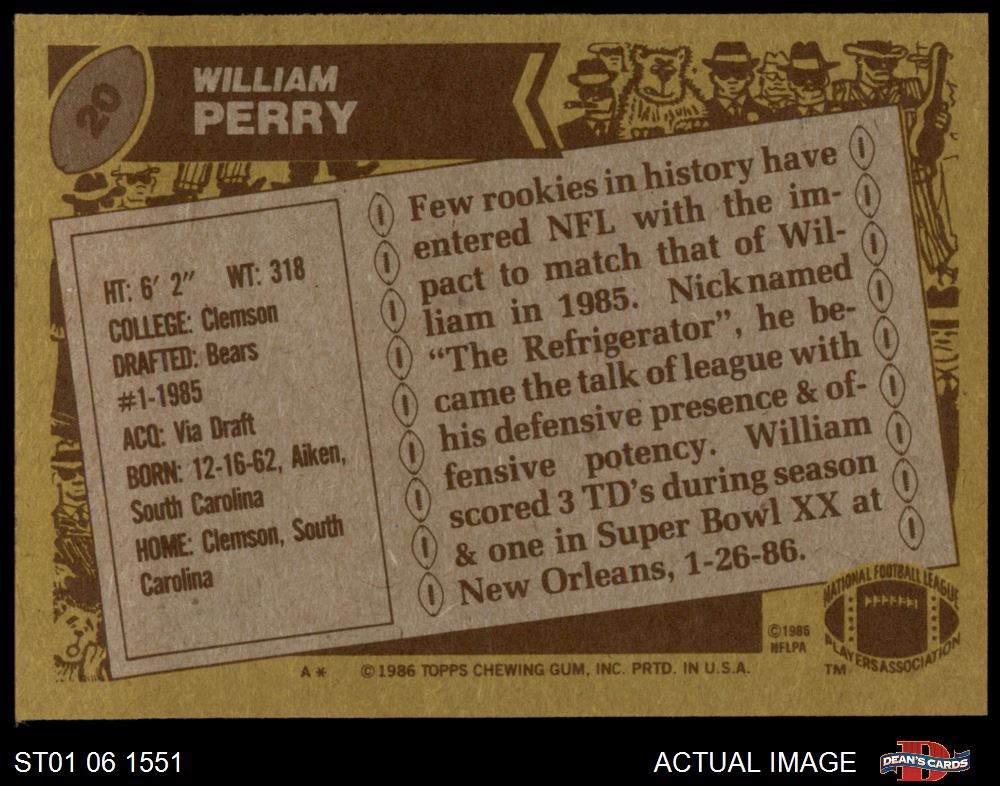 20
WILLIAM
PERRY
HT: 6' 2" WT: 318
COLLEGE: Clemson
DRAFTED: Bears
#1-1985
ACQ: Via Draft
BORN: 12-16-62, Aiken,
South Carolina
HOME: Clemson, South
Carolina
Few rookies in history have
entered NFL with the im-
pact to match that of Wil-
liam in 1985. Nicknamed
“The Refrigerator”, he be-
came the talk of league with
his defensive presence & of-
fensive potency. William
scored 3 TD's during season
& one in Super Bowl XX at
New Orleans, 1-26-86.
©1986
NFLPA
NATIONAL FOOTBALL LEAGUE
PLAYERS ASSOCIATION
TM
A* ©1986 TOPPS CHEWING GUM, INC. PRTD. IN U.S.A.
ST01 06 1551
ACTUAL IMAGE
D
DEAN'S CARDS